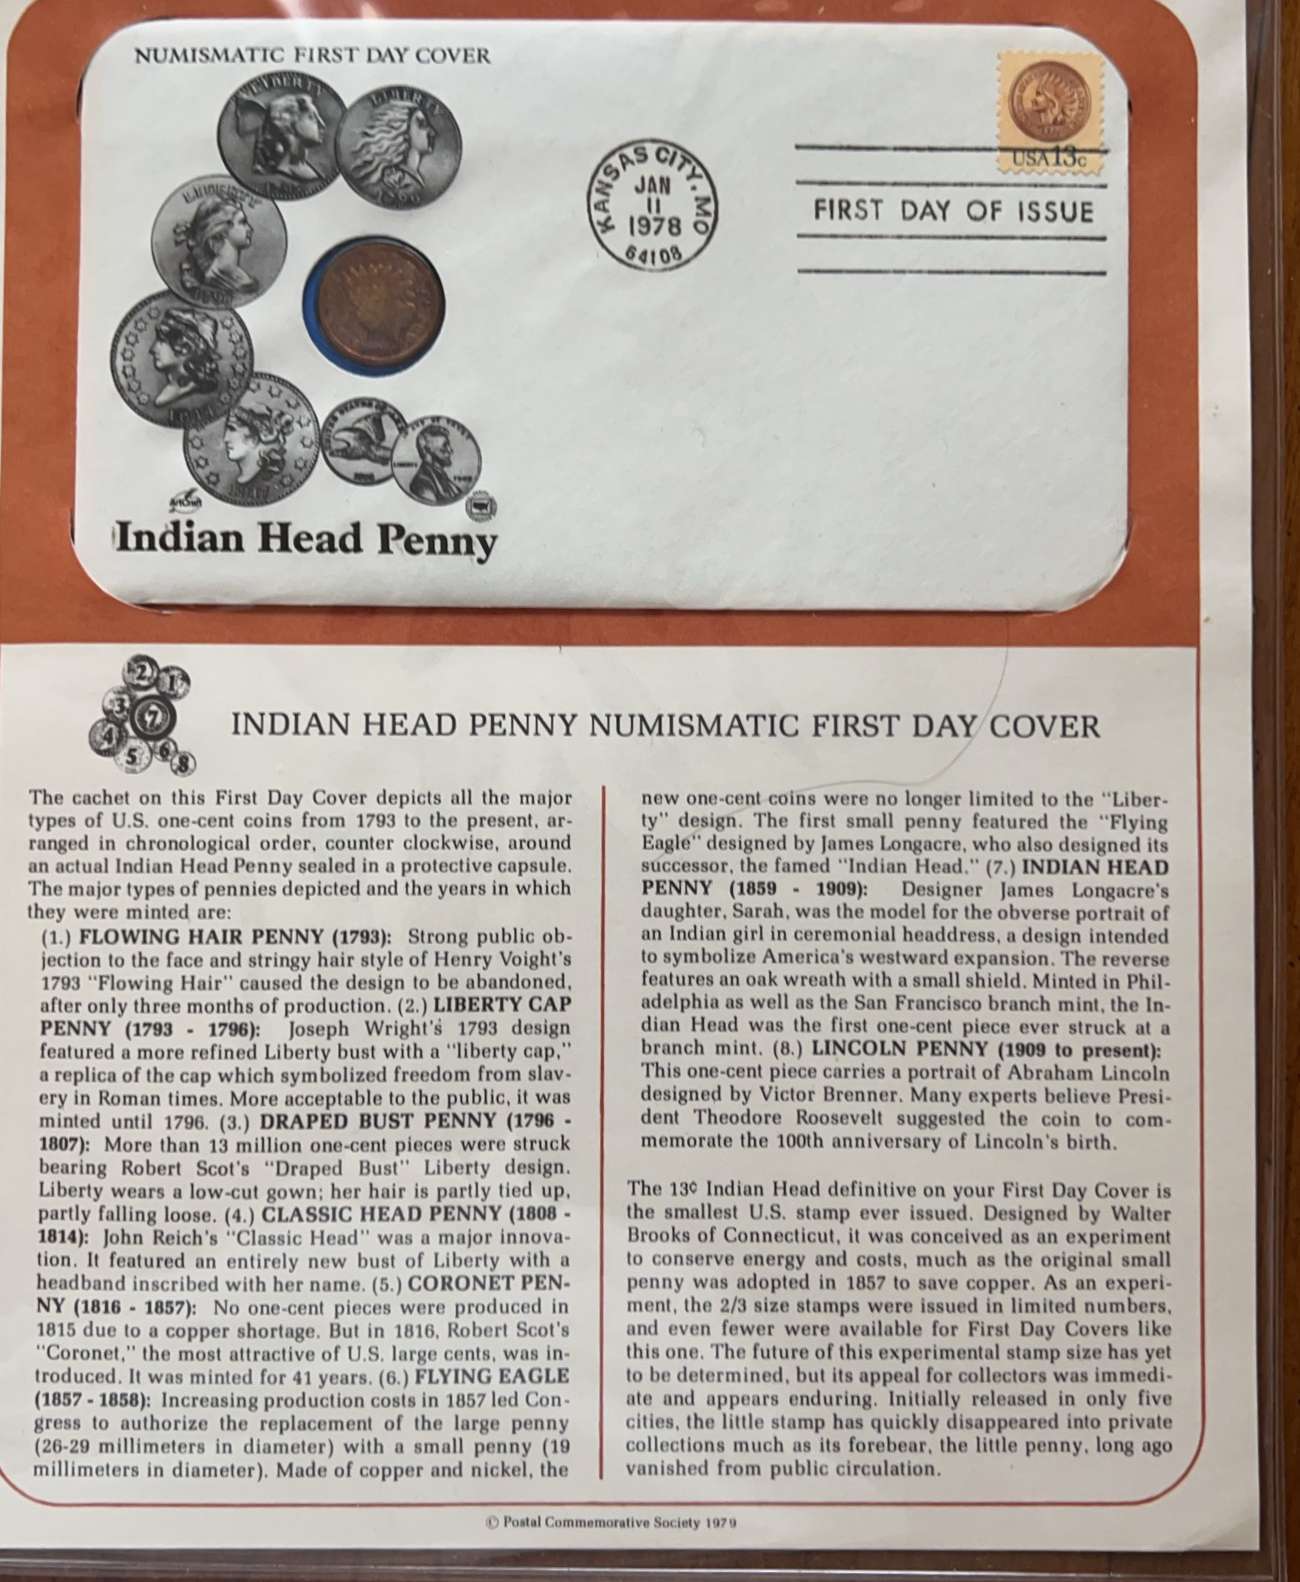 NUMISMATIC FIRST DAY COVER
LIBERTY
LIBERTY
KANSAS CITY, MO
JAN
11
1978
64108
USA 13c
FIRST DAY OF ISSUE
Indian Head Penny
2
1
3
7
4
5
6
8
INDIAN HEAD PENNY NUMISMATIC FIRST DAY COVER
The cachet on this First Day Cover depicts all the major
types of U.S. one-cent coins from 1793 to the present, ar-
ranged in chronological order, counter clockwise, around
an actual Indian Head Penny sealed in a protective capsule.
The major types of pennies depicted and the years in which
they were minted are:
(1.) FLOWING HAIR PENNY (1793): Strong public ob-
jection to the face and stringy hair style of Henry Voight's
1793 "Flowing Hair" caused the design to be abandoned,
after only three months of production. (2.) LIBERTY CAP
PENNY (1793 - 1796): Joseph Wright's 1793 design
featured a more refined Liberty bust with a "liberty cap,"
a replica of the cap which symbolized freedom from slav-
ery in Roman times. More acceptable to the public, it was
minted until 1796. (3.) DRAPED BUST PENNY (1796 -
1807): More than 13 million one-cent pieces were struck
bearing Robert Scot's "Draped Bust" Liberty design.
Liberty wears a low-cut gown; her hair is partly tied up,
partly falling loose. (4.) CLASSIC HEAD PENNY (1808 -
1814): John Reich's "Classic Head" was a major innova-
tion. It featured an entirely new bust of Liberty with a
headband inscribed with her name. (5.) CORONET PEN-
NY (1816 - 1857): No one-cent pieces were produced in
1815 due to a copper shortage. But in 1816, Robert Scot's
"Coronet," the most attractive of U.S. large cents, was in-
troduced. It was minted for 41 years. (6.) FLYING EAGLE
(1857 - 1858): Increasing production costs in 1857 led Con-
gress to authorize the replacement of the large penny
(26-29 millimeters in diameter) with a small penny (19
millimeters in diameter). Made of copper and nickel, the
new one-cent coins were no longer limited to the "Liber-
ty" design. The first small penny featured the "Flying
Eagle" designed by James Longacre, who also designed its
successor, the famed "Indian Head." (7.) INDIAN HEAD
PENNY (1859 - 1909): Designer James Longacre's
daughter, Sarah, was the model for the obverse portrait of
an Indian girl in ceremonial headdress, a design intended
to symbolize America's westward expansion. The reverse
features an oak wreath with a small shield. Minted in Phil-
adelphia as well as the San Francisco branch mint, the In-
dian Head was the first one-cent piece ever struck at a
branch mint. (8.) LINCOLN PENNY (1909 to present):
This one-cent piece carries a portrait of Abraham Lincoln
designed by Victor Brenner. Many experts believe Presi-
dent Theodore Roosevelt suggested the coin to com-
memorate the 100th anniversary of Lincoln's birth.
The 13¢ Indian Head definitive on your First Day Cover is
the smallest U.S. stamp ever issued. Designed by Walter
Brooks of Connecticut, it was conceived as an experiment
to conserve energy and costs, much as the original small
penny was adopted in 1857 to save copper. As an experi-
ment, the 2/3 size stamps were issued in limited numbers,
and even fewer were available for First Day Covers like
this one. The future of this experimental stamp size has yet
to be determined, but its appeal for collectors was immedi-
ate and appears enduring. Initially released in only five
cities, the little stamp has quickly disappeared into private
collections much as its forebear, the little penny, long ago
vanished from public circulation.
© Postal Commemorative Society 1979